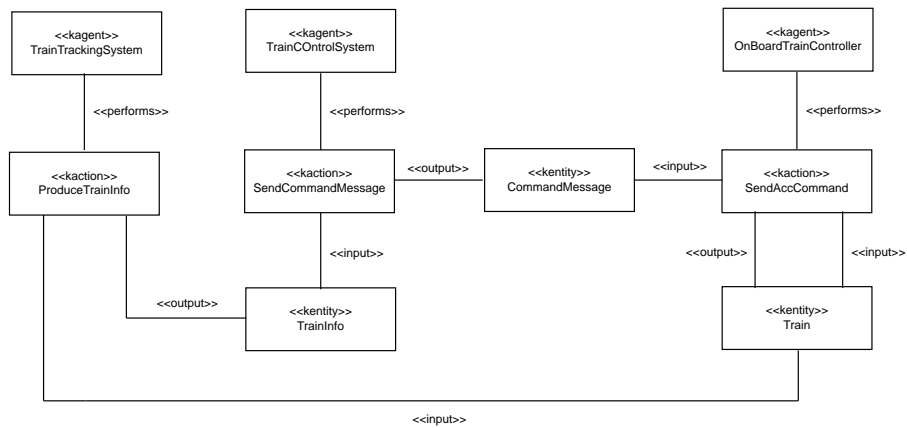 <<kagent>>
TrainTrackingSystem
<<kagent>>
TrainCOntrolSystem
<<kagent>>
OnBoardTrainController
<<performs>>
<<performs>>
<<performs>>
<<kaction>>
ProduceTrainInfo
<<kaction>>
SendCommandMessage
<<output>>
<<kentity>>
CommandMessage
<<input>>
<<kaction>>
SendAccCommand
<<input>>
<<output>>
<<input>>
<<output>>
<<kentity>>
TrainInfo
<<kentity>>
Train
<<input>>